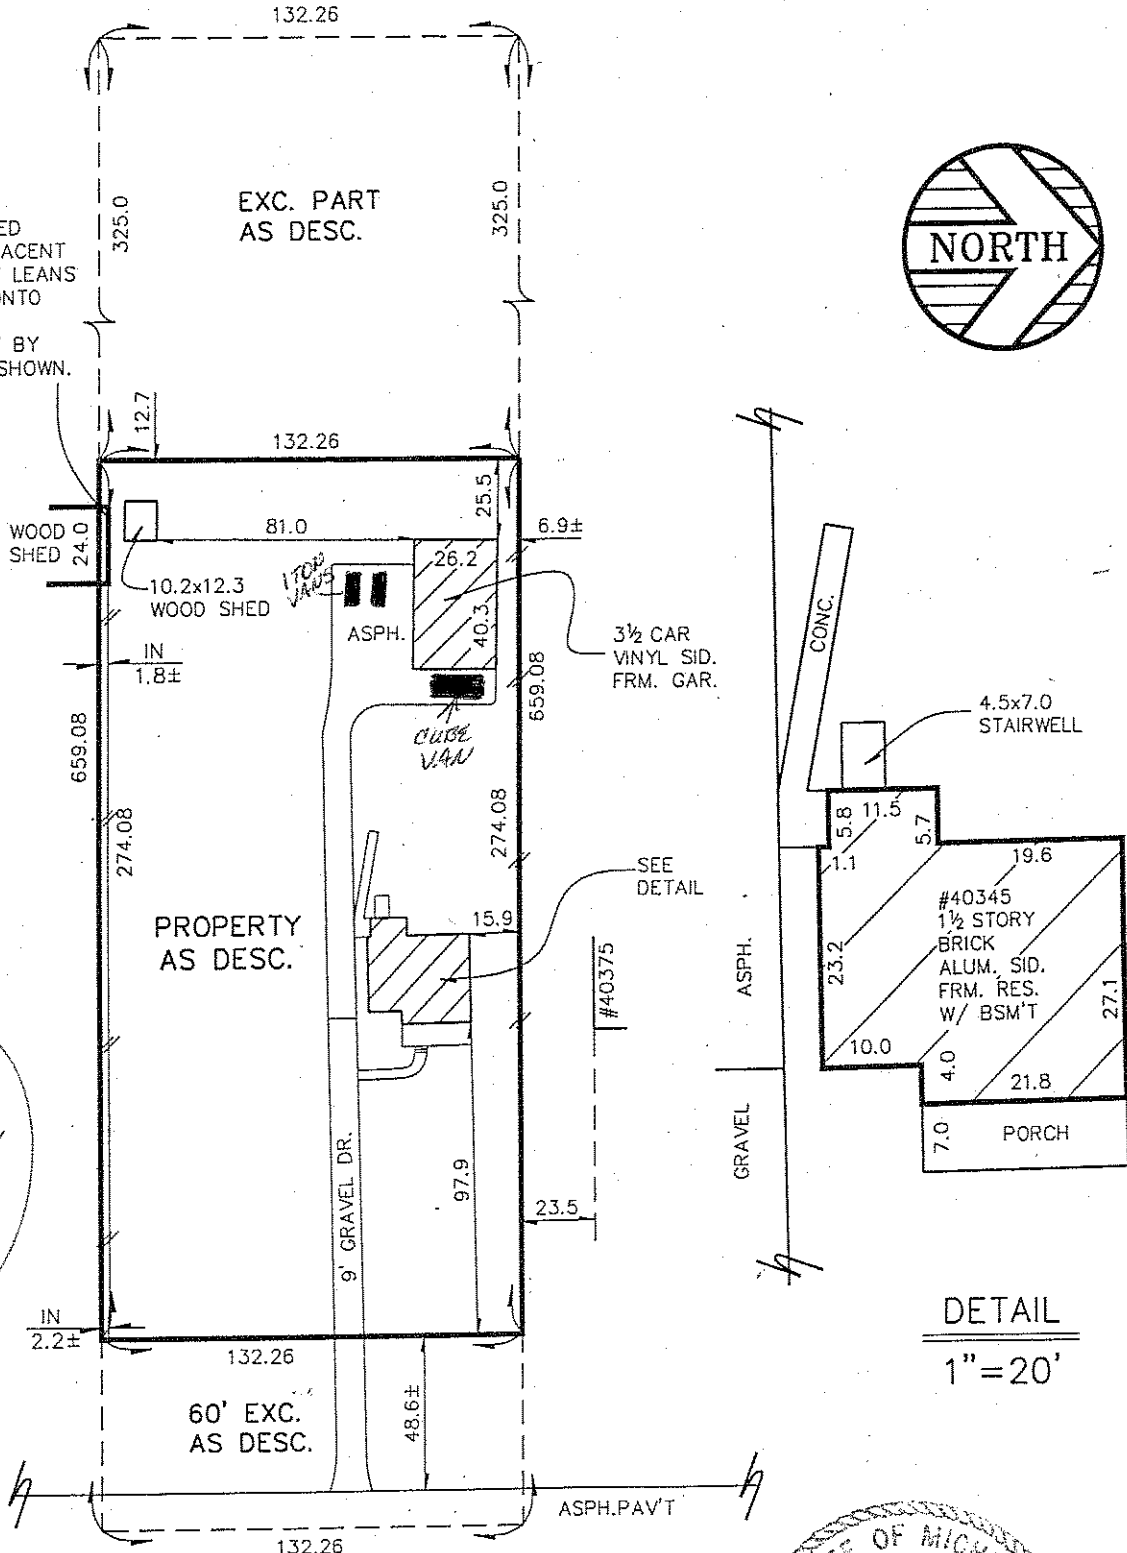 132.26
325.0
EXC. PART
AS DESC.
325.0
NORTH
LEANS
BY
SHOWN.
12.7
132.26
25.5
WOOD
SHED
24.0
81.0
6.9±
26.2
1 TON
VANS
10.2x12.3
WOOD SHED
ASPH.
40.3
3½ CAR
VINYL SID.
FRM. GAR.
IN
1.8±
659.08
659.08
CUBE
VAN
274.08
274.08
SEE
DETAIL
PROPERTY
AS DESC.
15.9
#40375
9' GRAVEL DR.
97.9
23.5
IN
2.2±
132.26
60' EXC.
AS DESC.
48.6±
ASPH.PAV'T
132.26
CONC.
4.5x7.0
STAIRWELL
5.8
11.5
5.7
1.1
19.6
#40345
1½ STORY
BRICK
ALUM. SID.
FRM. RES.
W/ BSM'T
23.2
27.1
ASPH.
10.0
4.0
21.8
GRAVEL
7.0
PORCH
DETAIL
1"=20'
OF